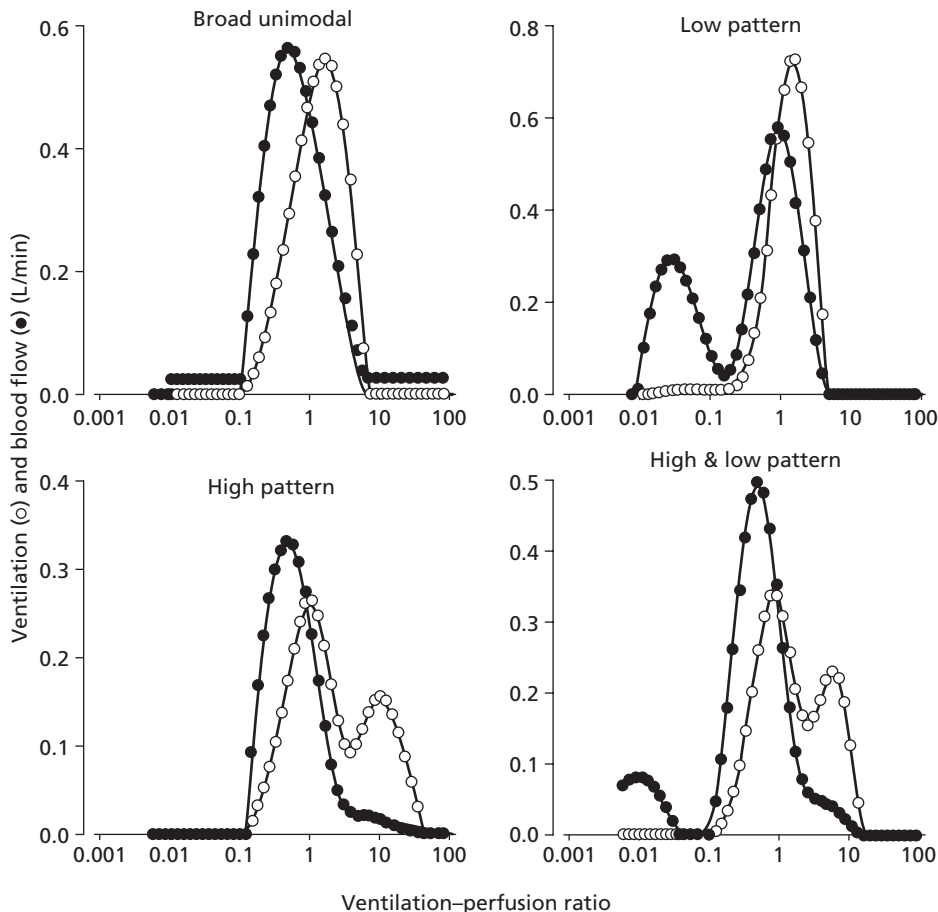 Broad unimodal
0.6
0.4
0.2
0.0
0.001 0.01 0.1 1 10 100
Low pattern
0.8
0.6
0.4
0.2
0.0
0.001 0.01 0.1 1 10 100
Ventilation (○) and blood flow (●) (L/min)
High pattern
0.4
0.3
0.2
0.1
0.0
0.001 0.01 0.1 1 10 100
High & low pattern
0.5
0.4
0.3
0.2
0.1
0.0
0.001 0.01 0.1 1 10 100
Ventilation–perfusion ratio